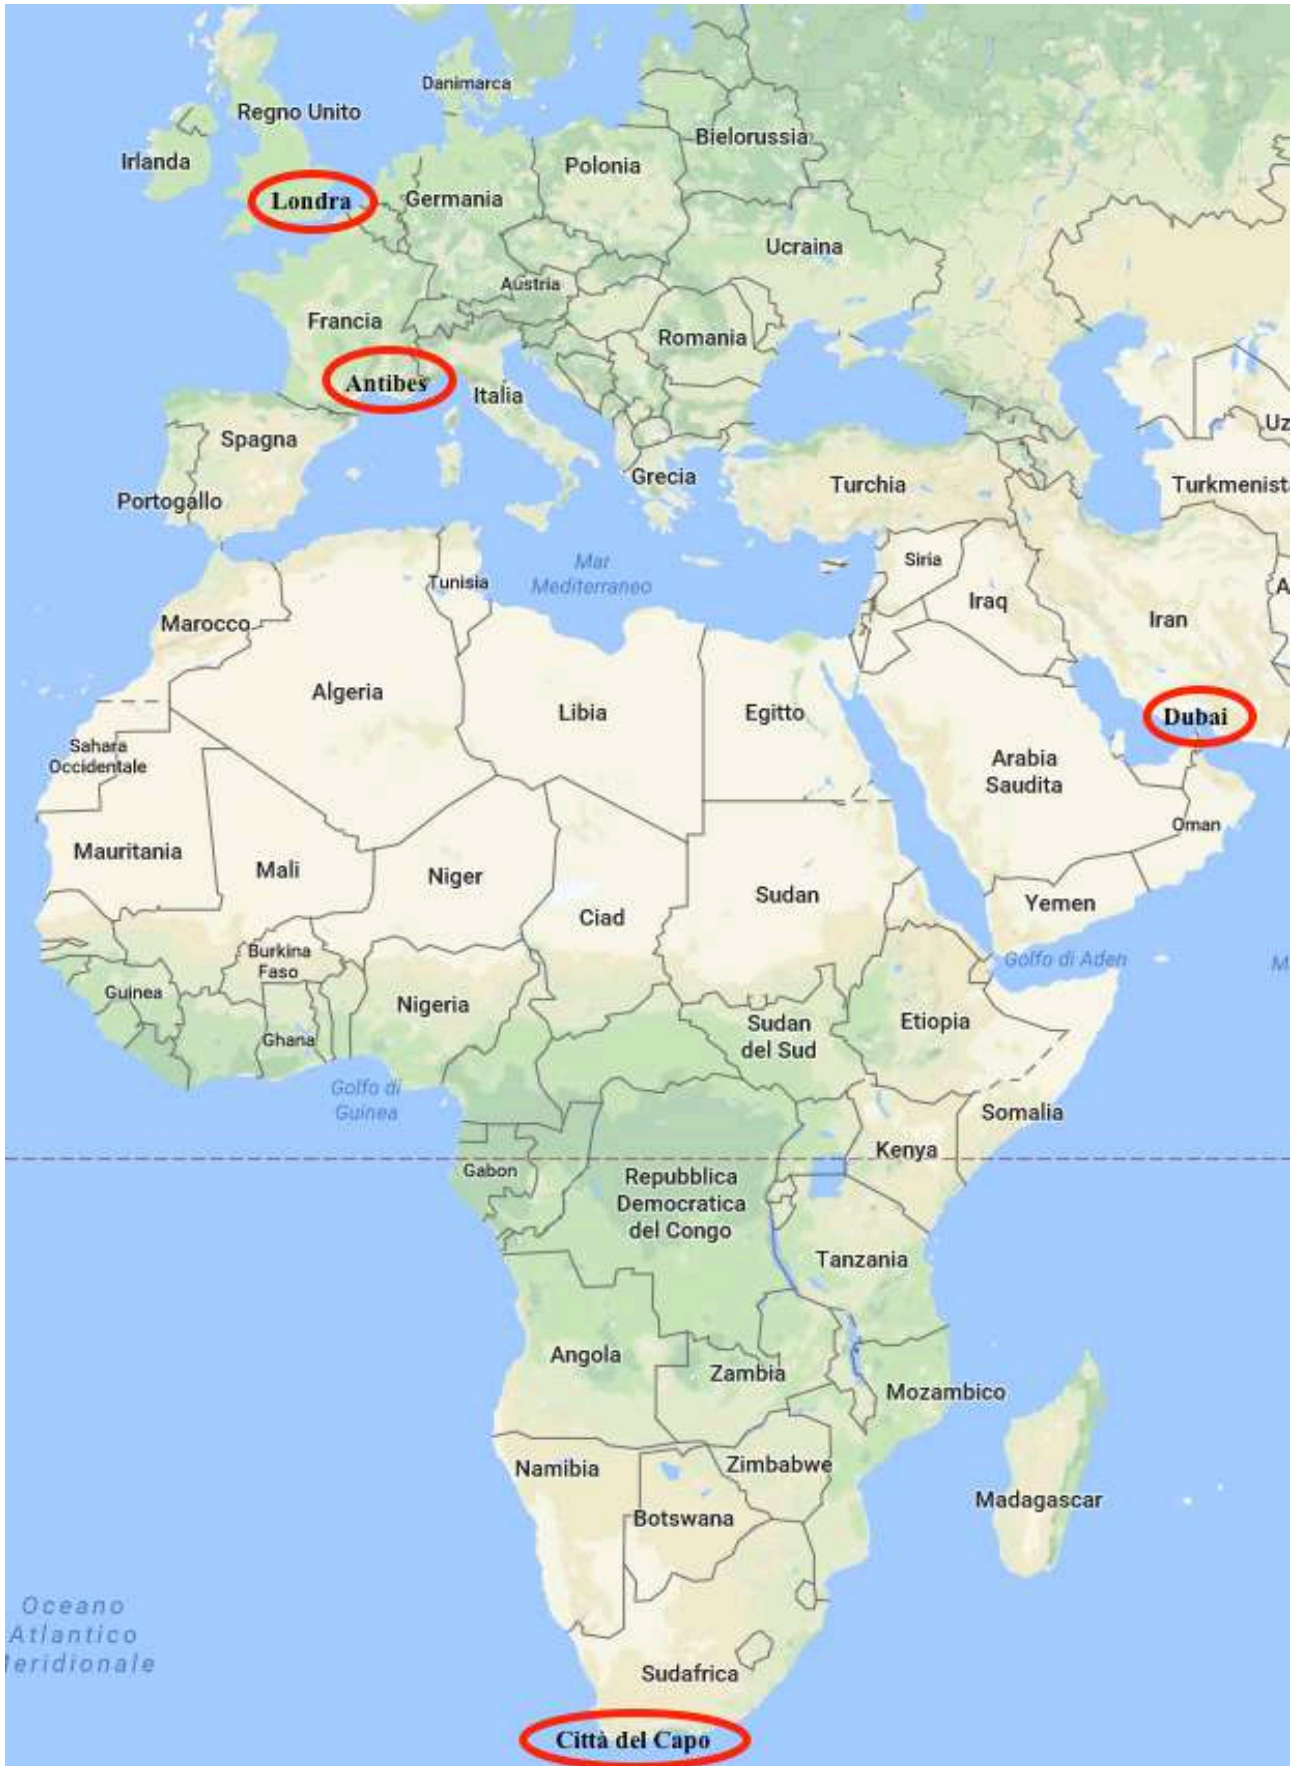 Danimarca
Regno Unito
Bielorussia
Irlanda
Polonia
Londra
Germania
Ucraina
Austria
Francia
Romania
Antibes
Italia
Uz
Spagna
Grecia
Turchia
Turkmenista
Portogallo
Mar
Mediterraneo
Siria
Tunisia
Iraq
A
Marocco
Iran
Algeria
Libia
Egitto
Dubai
Sahara
Occidentale
Arabia
Saudita
Oman
Mauritania
Mali
Niger
Sudan
Yemen
Ciad
Burkina
Faso
Golfo di Aden
M
Guinea
Nigeria
Etiopia
Sudan
del Sud
Ghana
Golfo di
Guinea
Somalia
Kenya
Gabon
Repubblica
Democratica
del Congo
Tanzania
Angola
Zambia
Mozambico
Namibia
Zimbabwe
Madagascar
Botswana
Oceano
Atlantico
Meridionale
Sudafrica
Città del Capo